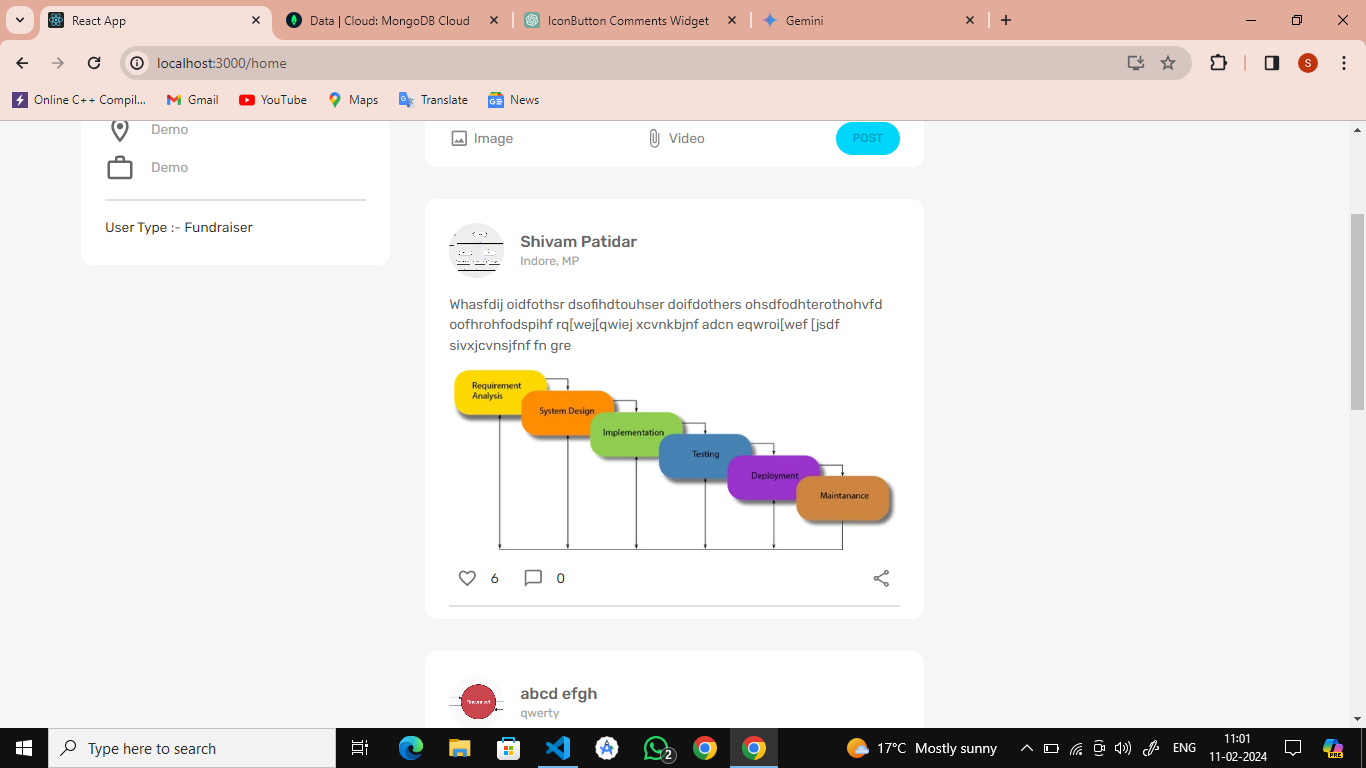 React App
Data | Cloud: MongoDB Cloud
IconButton Comments Widget
Gemini
localhost:3000/home
S
Online C++ Compil...
Gmail
YouTube
Maps
Translate
News
Demo
Demo
User Type :- Fundraiser
Image
Video
POST
Shivam Patidar
Indore, MP
Whasfdij oidfothsr dsofihdtouhser doifdothers ohsdfodhterothohvfd
oofhrohfodspihf rq[wej[qwiej xcvnkbjnf adcn eqwroi[wef [jsdf
sivxjcvnsjfnf fn gre
Requirement
Analysis
System Design
Implementation
Testing
Deployment
Maintanance
6
0
abcd efgh
qwerty
Type here to search
2
17°C Mostly sunny
ENG
11:01
11-02-2024
PRE